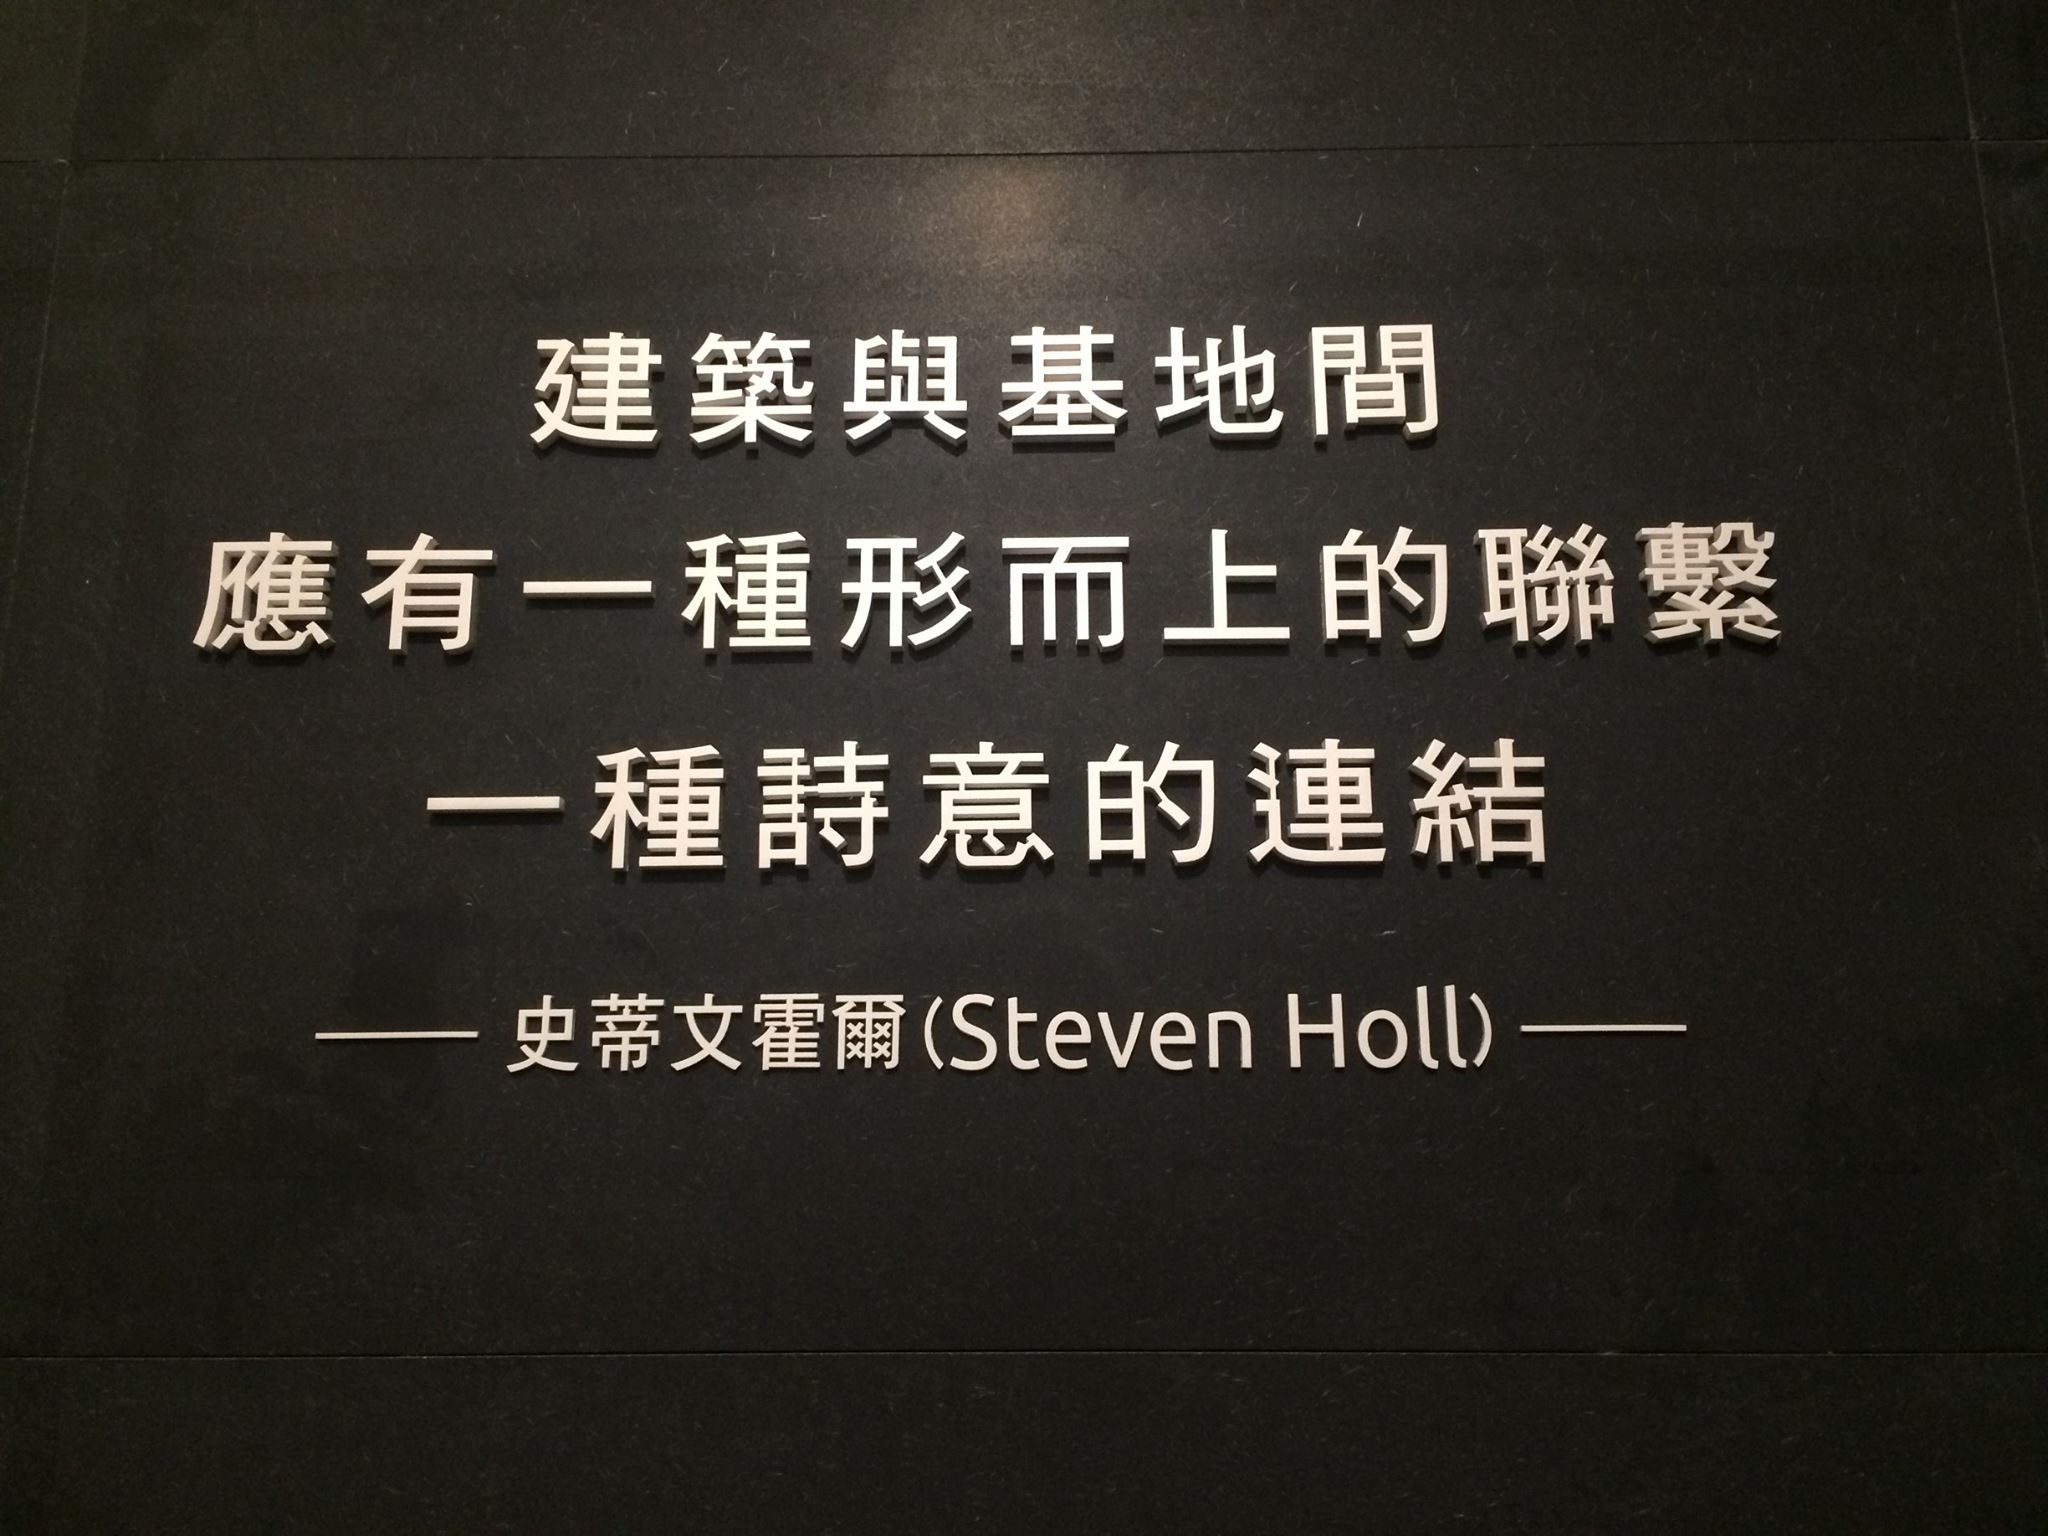 建築與基地間
應有一種形而上的聯繫
一種詩意的連結
—— 史蒂文霍爾(Steven Holl) ——